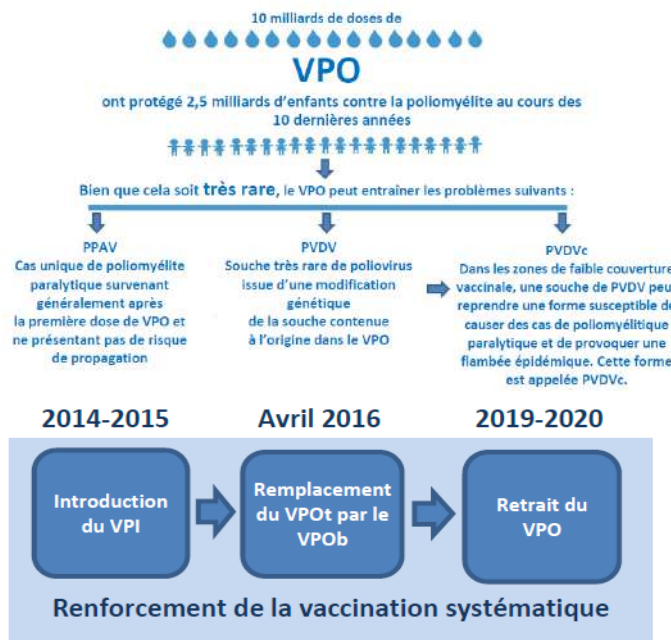 10 milliards de doses de
VPO
ont protégé 2,5 milliards d'enfants contre la poliomyélite au cours des
10 dernières années
Bien que cela soit très rare, le VPO peut entraîner les problèmes suivants :
PPAV
Cas unique de poliomyélite
paralytique survenant
généralement après
la première dose de VPO et
ne présentant pas de risque
de propagation
PVDV
Souche très rare de poliovirus
issue d'une modification
génétique
de la souche contenue
à l'origine dans le VPO
PVDVc
Dans les zones de faible couverture
vaccinale, une souche de PVDV peu
reprendre une forme susceptible de
causer des cas de poliomyélitique
paralytique et de provoquer une
flambée épidémique. Cette forme
est appelée PVDVc.
2014-2015
Avril 2016
2019-2020
Introduction
du VPI
Remplacement
du VPOt par le
VPOb
Retrait du
VPO
Renforcement de la vaccination systématique